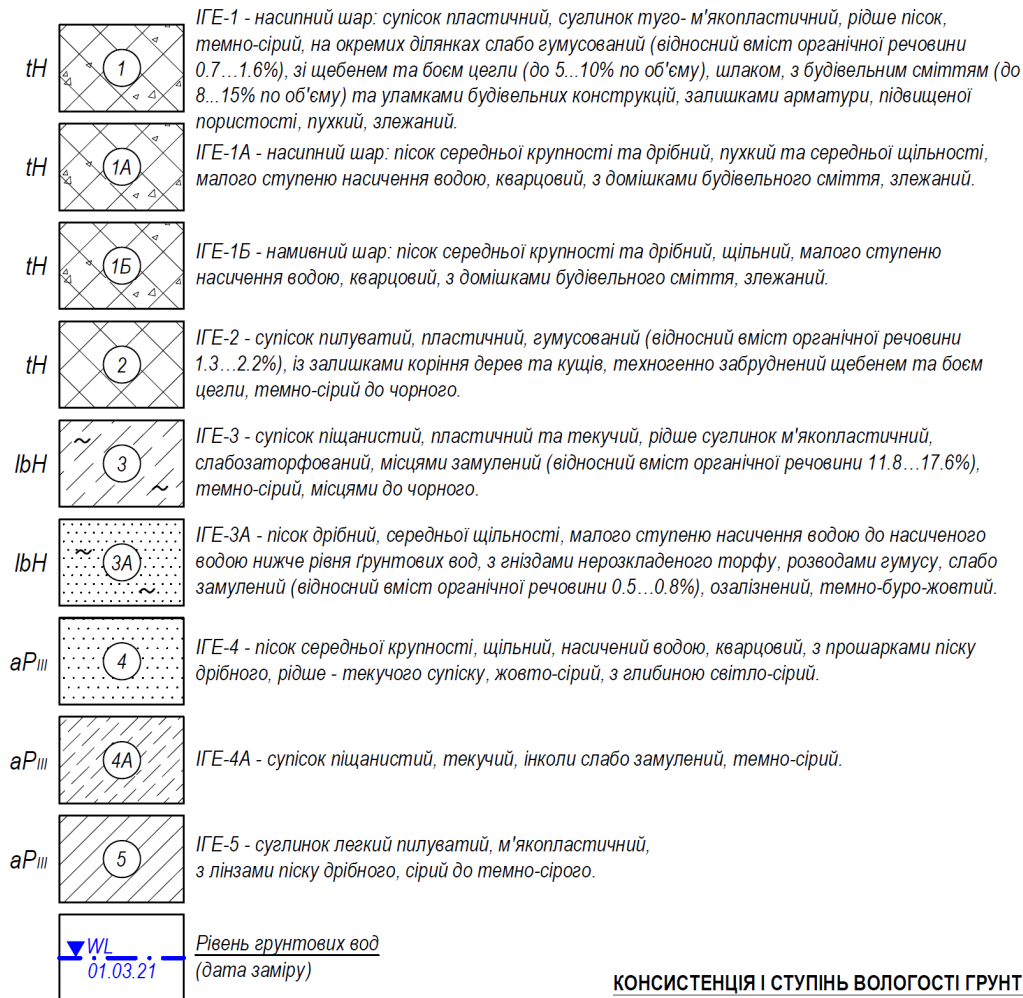 ІГЕ-1 - насипний шар: супісок пластичний, суглинок туго- м'якопластичний, рідше пісок,
темно-сірий, на окремих ділянках слабо гумусований (відносний вміст органічної речовини
0.7...1.6%), зі щебенем та боєм цегли (до 5...10% по об'єму), шлаком, з будівельним сміттям (до
8...15% по об'єму) та уламками будівельних конструкцій, залишками арматури, підвищеної
пористості, пухкий, злежаний.
tH
1
ІГЕ-1А - насипний шар: пісок середньої крупності та дрібний, пухкий та середньої щільності,
малого ступеню насичення водою, кварцовий, з домішками будівельного сміття, злежаний.
tH
1А
ІГЕ-1Б - намивний шар: пісок середньої крупності та дрібний, щільний, малого ступеню
насичення водою, кварцовий, з домішками будівельного сміття, злежаний.
tH
1Б
ІГЕ-2 - супісок пилуватий, пластичний, гумусований (відносний вміст органічної речовини
1.3...2.2%), із залишками коріння дерев та кущів, техногенно забруднений щебенем та боєм
цегли, темно-сірий до чорного.
tH
2
ІГЕ-3 - супісок піщанистий, пластичний та текучий, рідше суглинок м'якопластичний,
слабозаторфований, місцями замулений (відносний вміст органічної речовини 11.8...17.6%),
темно-сірий, місцями до чорного.
lbH
3
ІГЕ-3А - пісок дрібний, середньої щільності, малого ступеню насичення водою до насиченого
водою нижче рівня ґрунтових вод, з гніздами нерозкладеного торфу, розводами гумусу, слабо
замулений (відносний вміст органічної речовини 0.5...0.8%), озалізнений, темно-буро-жовтий.
lbH
3А
ІГЕ-4 - пісок середньої крупності, щільний, насичений водою, кварцовий, з прошарками піску
дрібного, рідше - текучого супіску, жовто-сірий, з глибиною світло-сірий.
aPIII
4
ІГЕ-4А - супісок піщанистий, текучий, інколи слабо замулений, темно-сірий.
aPIII
4А
ІГЕ-5 - суглинок легкий пилуватий, м'якопластичний,
з лінзами піску дрібного, сірий до темно-сірого.
aPIII
5
WL
01.03.21
Рівень грунтових вод
(дата заміру)
КОНСИСТЕНЦІЯ І СТУПІНЬ ВОЛОГОСТІ ГРУНТ